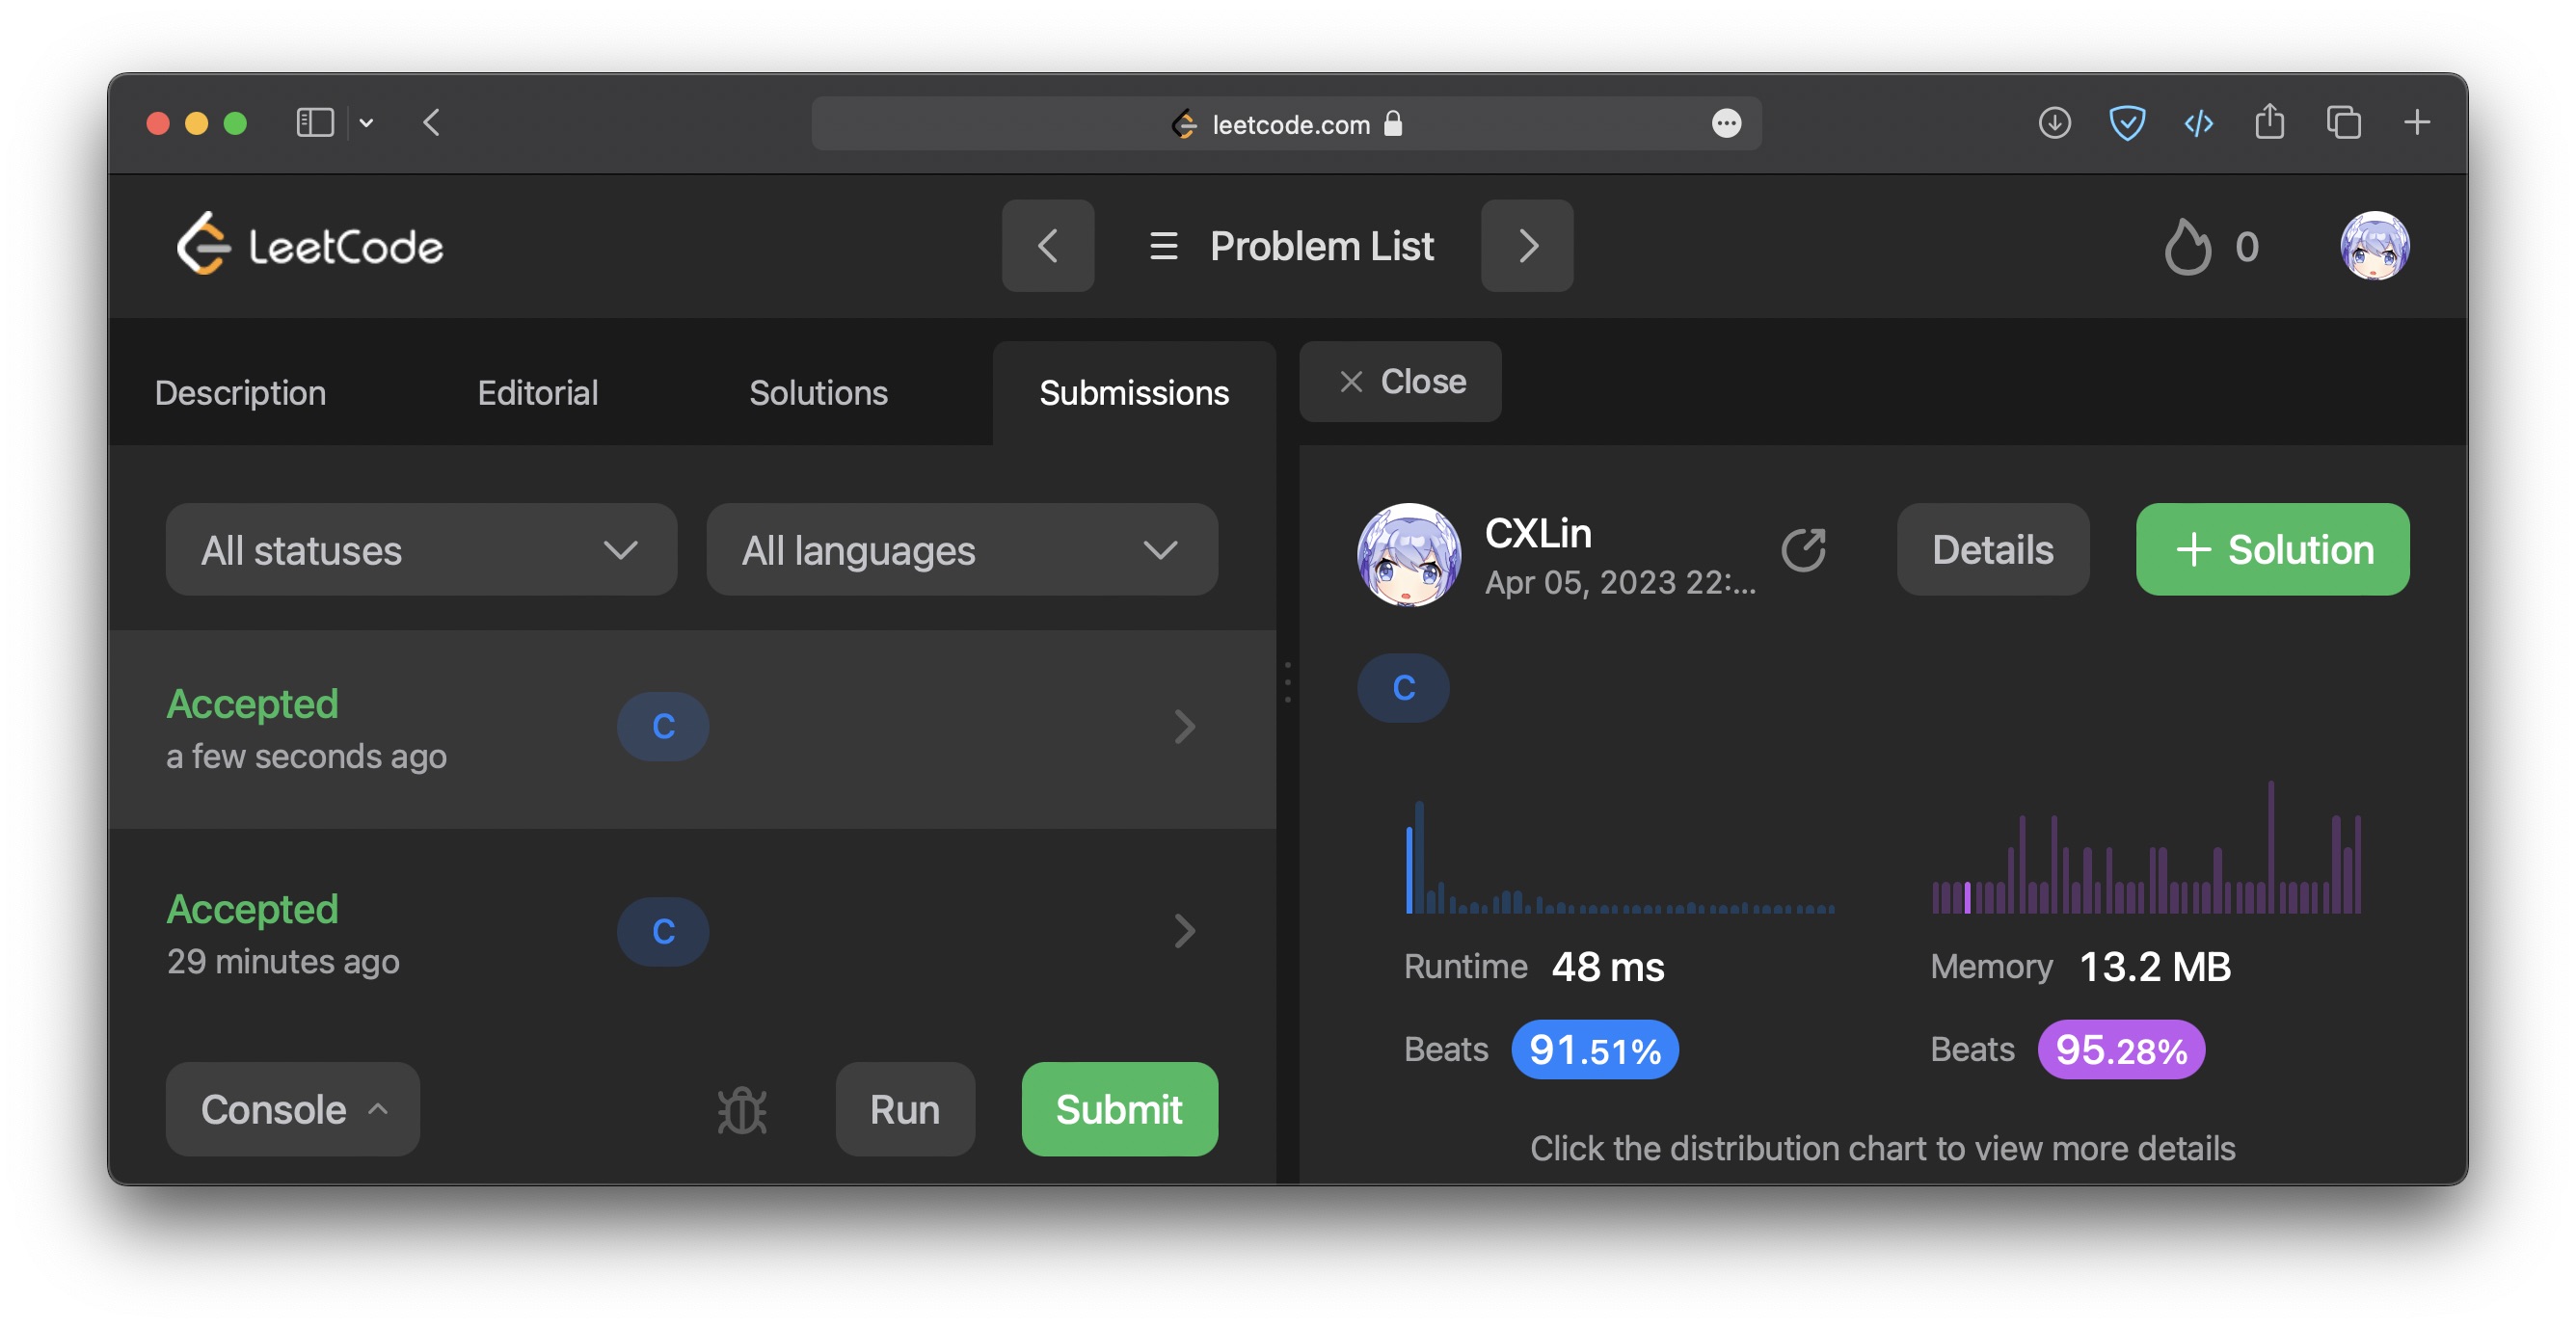 leetcode.com
LeetCode
Problem List
0
Description
Editorial
Solutions
Submissions
Close
All statuses
All languages
Accepted
C
a few seconds ago
Accepted
C
29 minutes ago
Console
Run
Submit
CXLin
Apr 05, 2023 22:...
Details
+ Solution
C
Runtime 48 ms
Beats 91.51%
Memory 13.2 MB
Beats 95.28%
Click the distribution chart to view more details